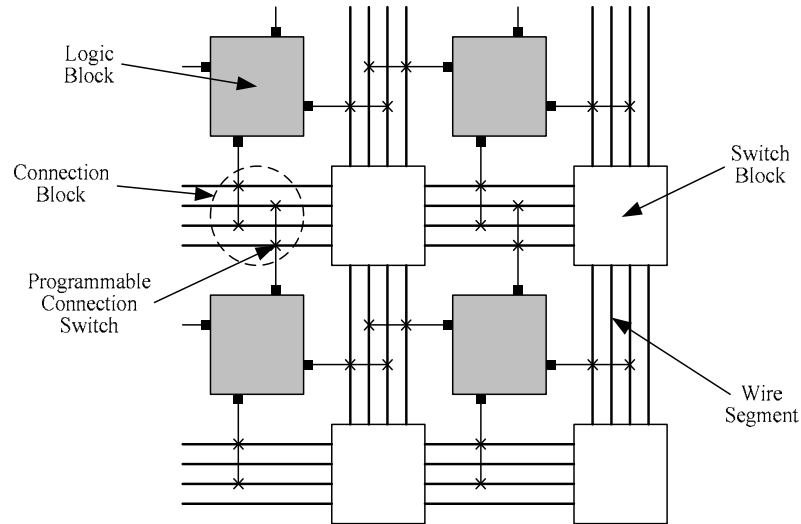 Logic
Block
Connection
Block
Switch
Block
Programmable
Connection
Switch
Wire
Segment